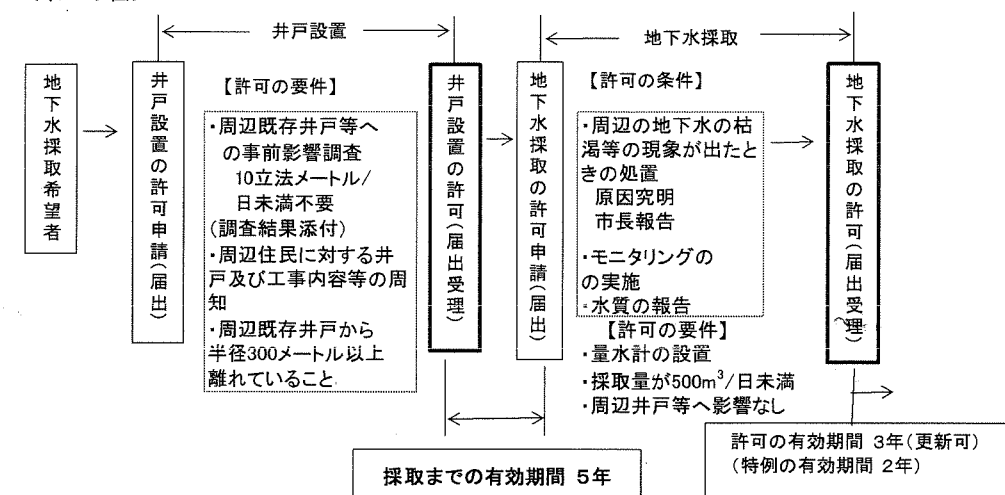 井戸設置
地下水採取
地下水採取希望者
井戸設置の許可申請(届出)
【許可の要件】
・周辺既存井戸等へ
の事前影響調査
10立法メートル/
日未満不要
(調査結果添付)
・周辺住民に対する井
戸及び工事内容等の周
知
・周辺既存井戸から
半径300メートル以上
離れていること
井戸設置の許可(届出受理)
地下水採取の許可申請(届出)
【許可の条件】
・周辺の地下水の枯
渇等の現象が出たと
きの処置
原因究明
市長報告
・モニタリングの
の実施
・水質の報告
【許可の要件】
・量水計の設置
・採取量が500m³/日未満
・周辺井戸等へ影響なし
地下水採取の許可(届出受理)
採取までの有効期間 5年
許可の有効期間 3年(更新可)
(特例の有効期間 2年)